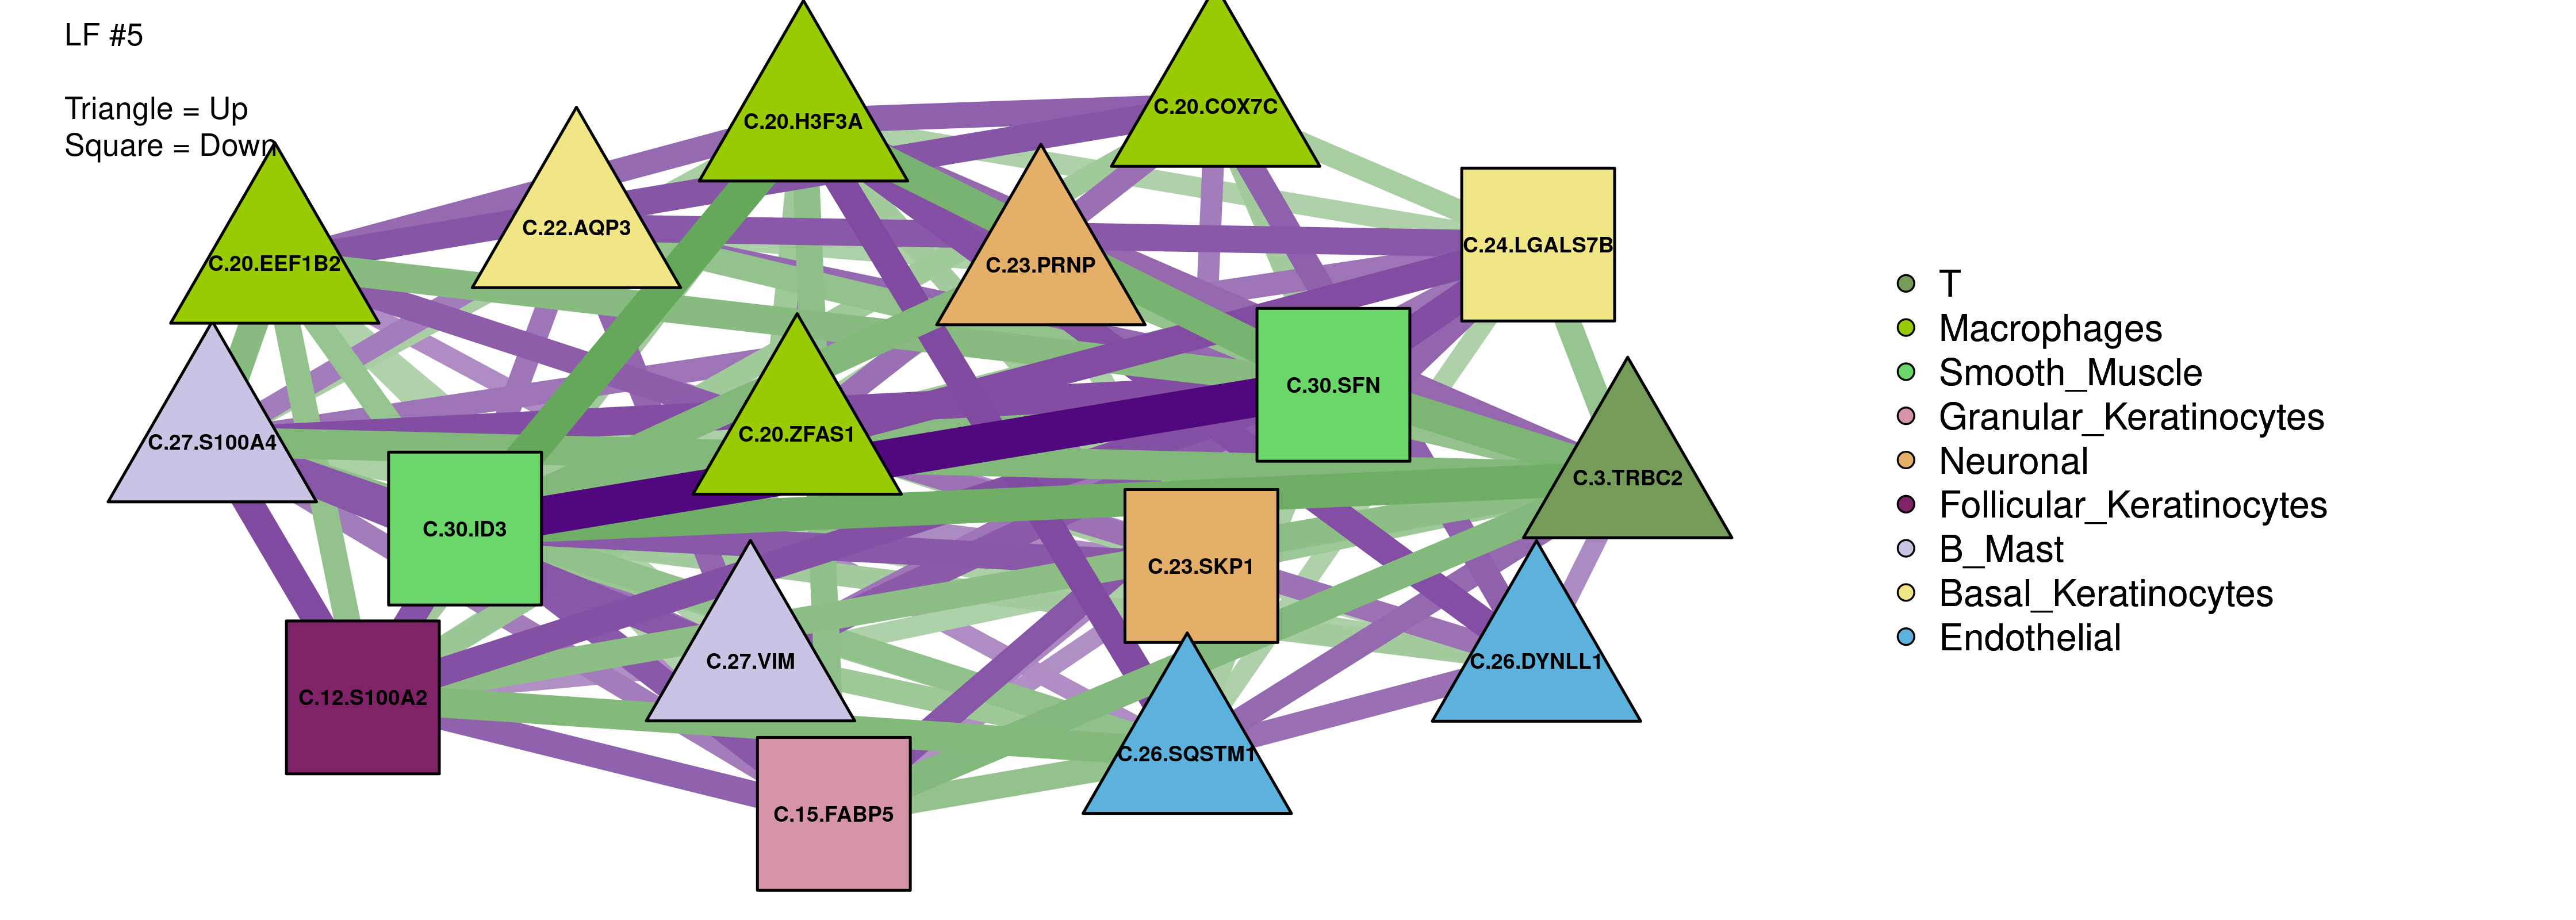 LF #5
Triangle = Up
Square = Down
C.20.H3F3A
C.20.COX7C
C.22.AQP3
C.24.LGALS7B
C.20.EEF1B2
C.23.PRNP
C.30.SFN
C.27.S100A4
C.20.ZFAS1
C.3.TRBC2
C.30.ID3
C.23.SKP1
C.27.VIM
C.26.DYNLL1
C.12.S100A2
C.26.SQSTM1
C.15.FABP5
T
Macrophages
Smooth_Muscle
Granular_Keratinocytes
Neuronal
Follicular_Keratinocytes
B_Mast
Basal_Keratinocytes
Endothelial